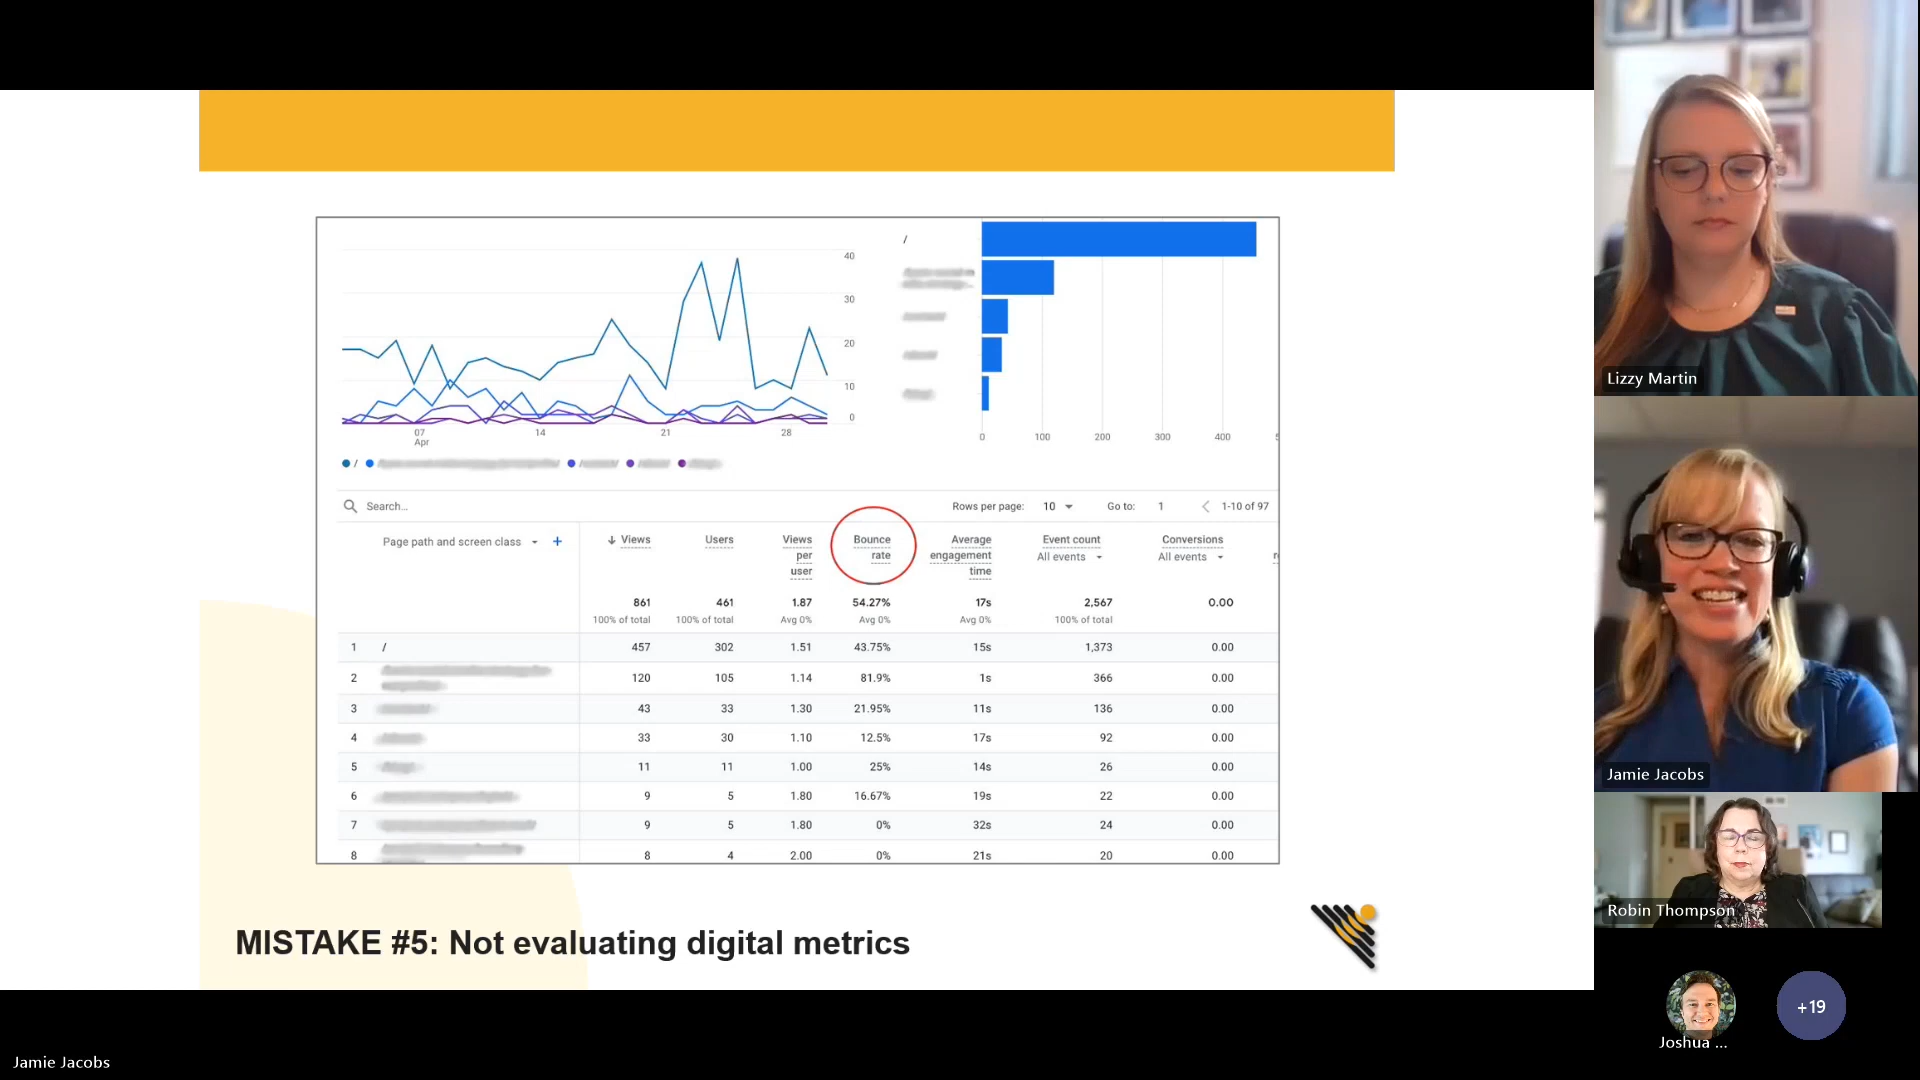 40
30
20
10
0
07
Apr
14
21
28
/
/
0
100
200
300
400
Search...
Rows per page:
10
Go to:
1
1-10 of 97
Page path and screen class
+
Views
Users
Views
per
user
Bounce
rate
Average
engagement
time
Event count
All events
Conversions
All events
861
461
1.87
54.27%
17s
2,567
0.00
100% of total
100% of total
Avg 0%
Avg 0%
Avg 0%
100% of total
1 / 457 302 1.51 43.75% 15s 1,373 0.00
2 120 105 1.14 81.9% 1s 366 0.00
3 43 33 1.30 21.95% 11s 136 0.00
4 33 30 1.10 12.5% 17s 92 0.00
5 11 11 1.00 25% 14s 26 0.00
6 9 5 1.80 16.67% 19s 22 0.00
7 9 5 1.80 0% 32s 24 0.00
8 8 4 2.00 0% 21s 20 0.00
MISTAKE #5: Not evaluating digital metrics
Lizzy Martin
Jamie Jacobs
Robin Thompson
Joshua ...
+19
Jamie Jacobs